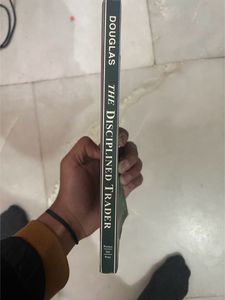 DOUGLAS
THE DISCIPLINED TRADER